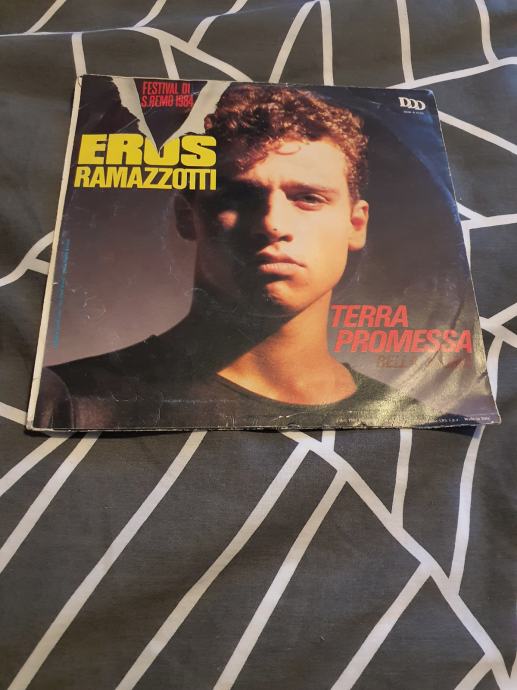 FESTIVAL DI
S.REMO 1984
DDD
EROS
RAMAZZOTTI
TERRA
PROMESSA